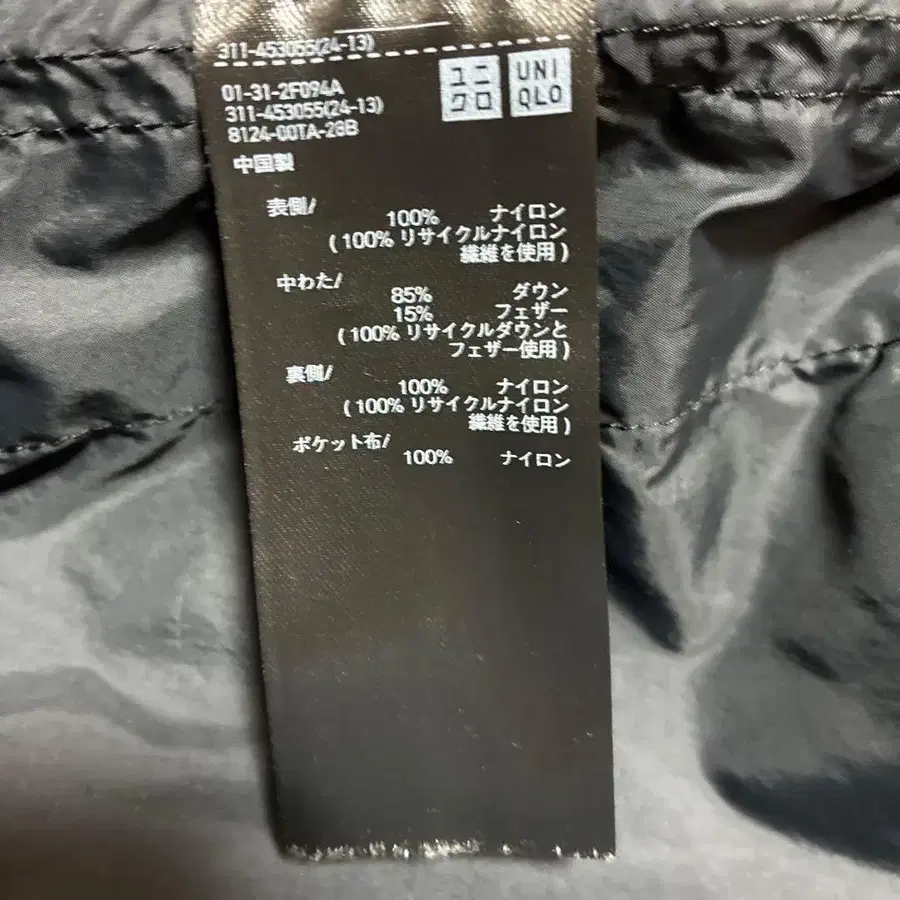 311-453055(24-13)
ユニクロ
UNIQLO
01-31-2F094A
311-453055(24-13)
8124-00TA-28B
中国製
表側/
100% ナイロン
(100% リサイクルナイロン
繊維を使用)
中わた/
85% ダウン
15% フェザー
(100% リサイクルダウンと
フェザー使用)
裏側/
100% ナイロン
(100% リサイクルナイロン
繊維を使用)
ポケット布/
100% ナイロン